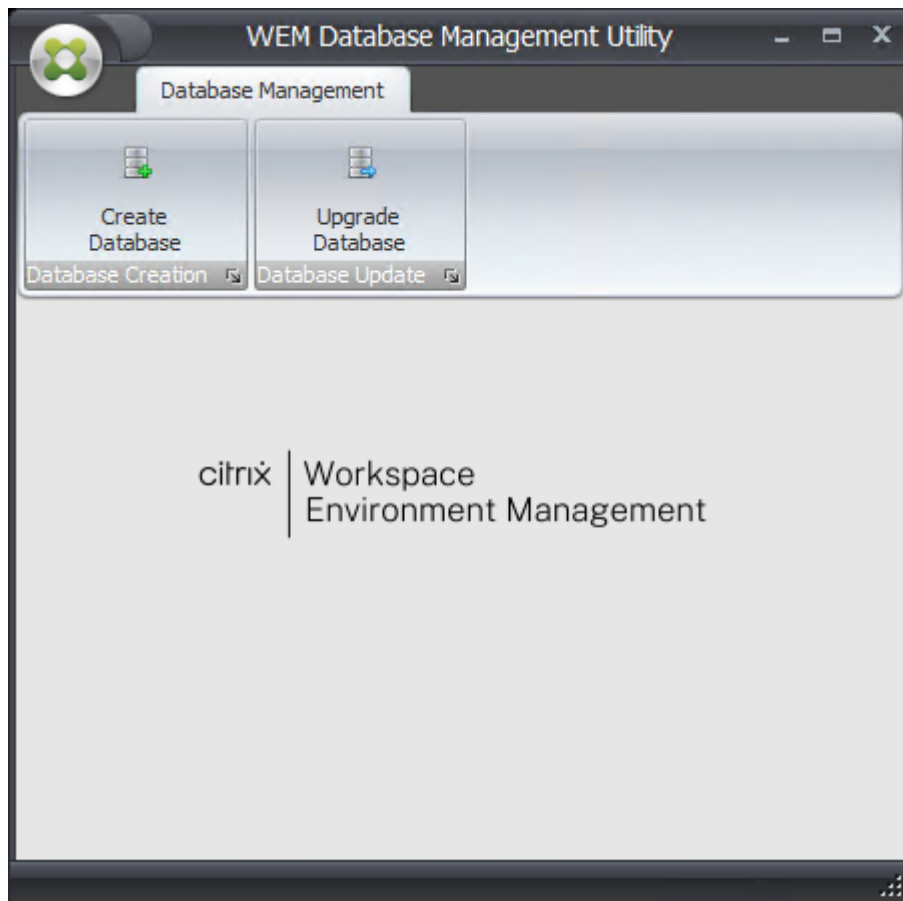 WEM Database Management Utility
Database Management
Create
Database
Upgrade
Database
Database Creation
Database Update
citrix
Workspace
Environment Management